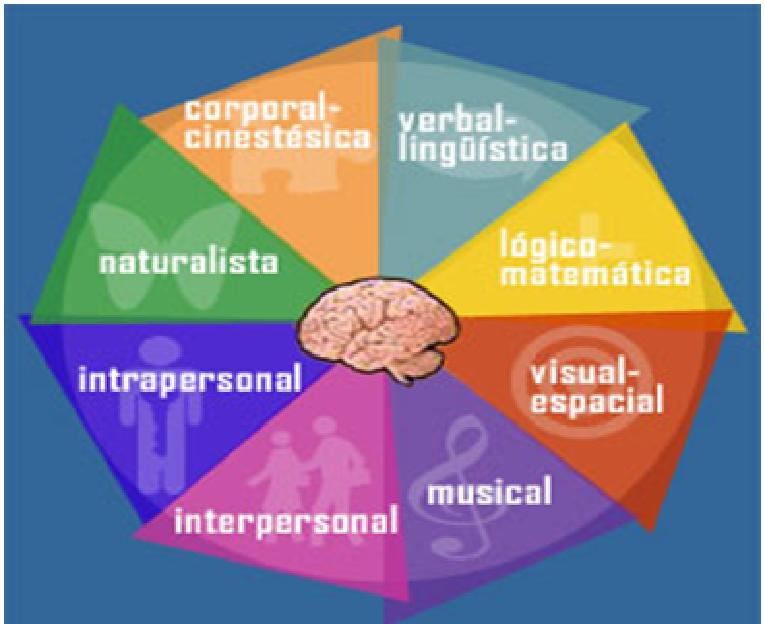 corporal-
cinestésica
verbal-
lingüística
lógico-
matemática
visual-
espacial
musical
interpersonal
intrapersonal
naturalista